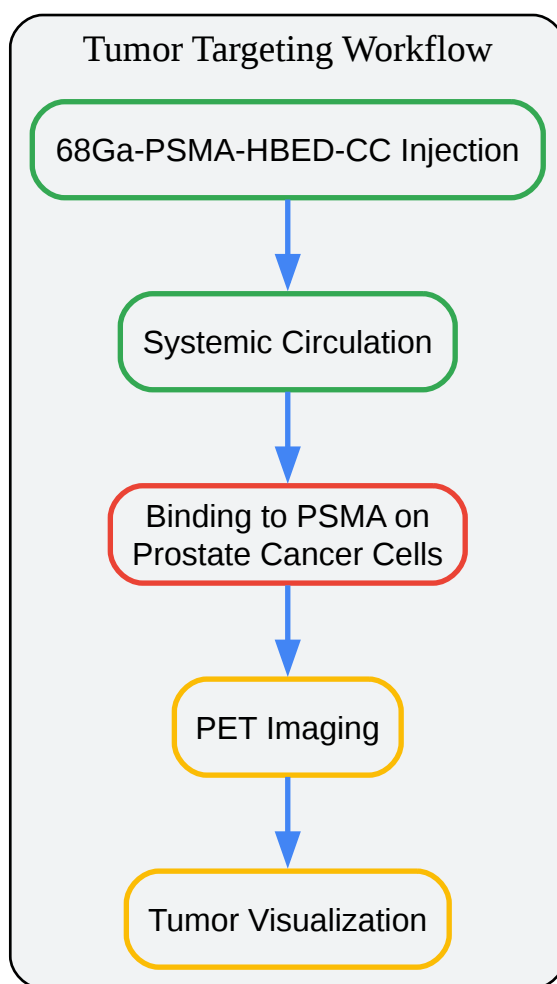 Tumor Targeting Workflow
68Ga-PSMA-HBED-CC Injection
Systemic Circulation
Binding to PSMA on
Prostate Cancer Cells
PET Imaging
Tumor Visualization